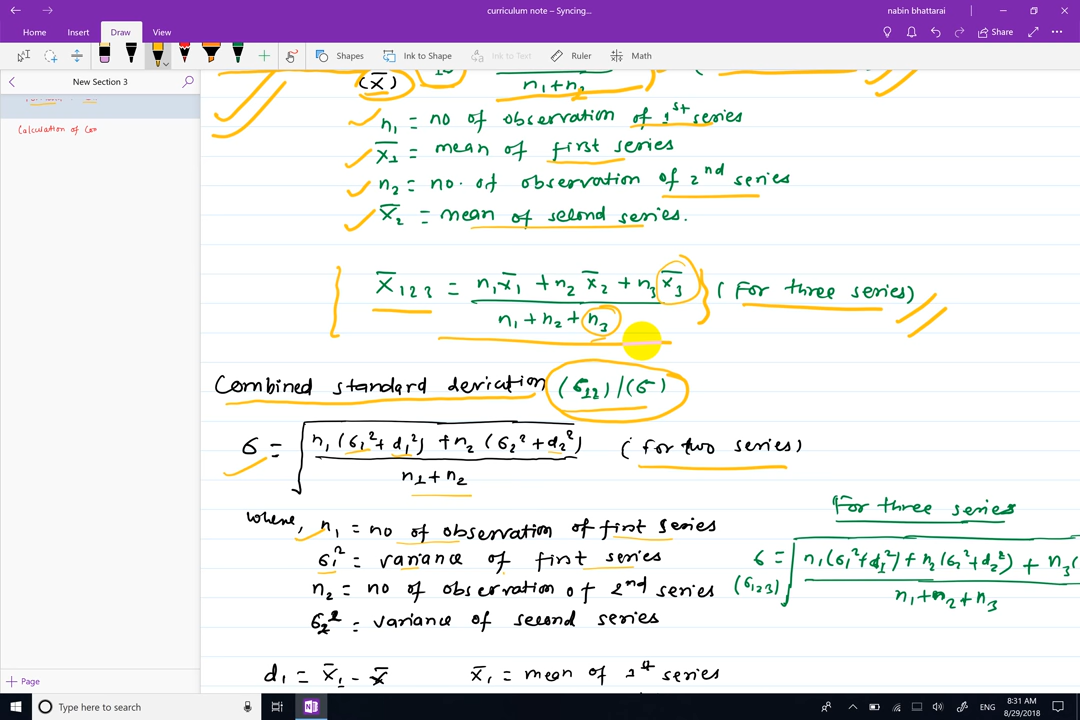 curriculum note – Syncing...
nabin bhattarai
Home Insert Draw View
Share
Shapes
Ink to Shape
Ink to Text
Ruler
Math
New Section 3
Calculation of
(x̄)
n₁+n₂
n₁ = no of observation of 1st series
x̄₁ = mean of first series
n₂ = no. of observation of 2nd series
x̄₂ = mean of second series.
x̄₁₂₃ = (n₁x̄₁ + n₂x̄₂ + n₃x̄₃) / (n₁ + n₂ + n₃) (For three series)
Combined standard deviation (σ₁₂)/(σ)
σ = √((n₁(σ₁²+d₁²) + n₂(σ₂²+d₂²)) / (n₁+n₂)) (for two series)
where, n₁ = no of observation of first series
σ₁² = variance of first series
n₂ = no of observation of 2nd series
σ₂² = variance of second series
For three series
σ = √((n₁(σ₁²+d₁²) + n₂(σ₂²+d₂²) + n₃( / (n₁+n₂+n₃)
(σ₁₂₃)
d₁ = x̄₁ - x̄ x̄₁ = mean of 1st series
+ Page
Type here to search
ENG
8:31 AM
8/29/2018